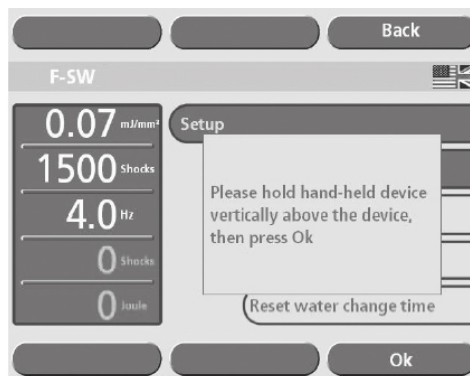 Back
F-SW
0.07 mJ/mm²
Setup
1500 Shocks
4.0 Hz
0 Shocks
0 Joule
Please hold hand-held device
vertically above the device,
then press Ok
Reset water change time
Ok